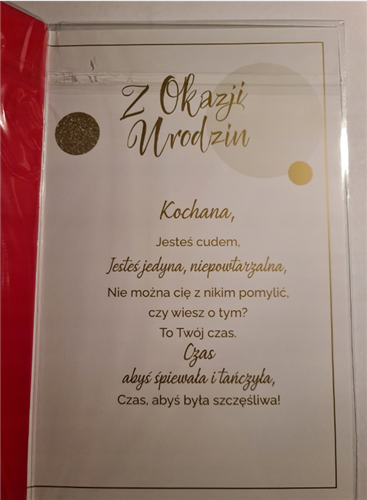 Z Okazji
Urodzin
Kochana,
Jesteś cudem,
Jesteś jedyna, niepowtarzalna,
Nie można cię z nikim pomylić,
czy wiesz o tym?
To Twój czas.
Czas
abyś śpiewała i tańczyła,
Czas, abyś była szczęśliwa!